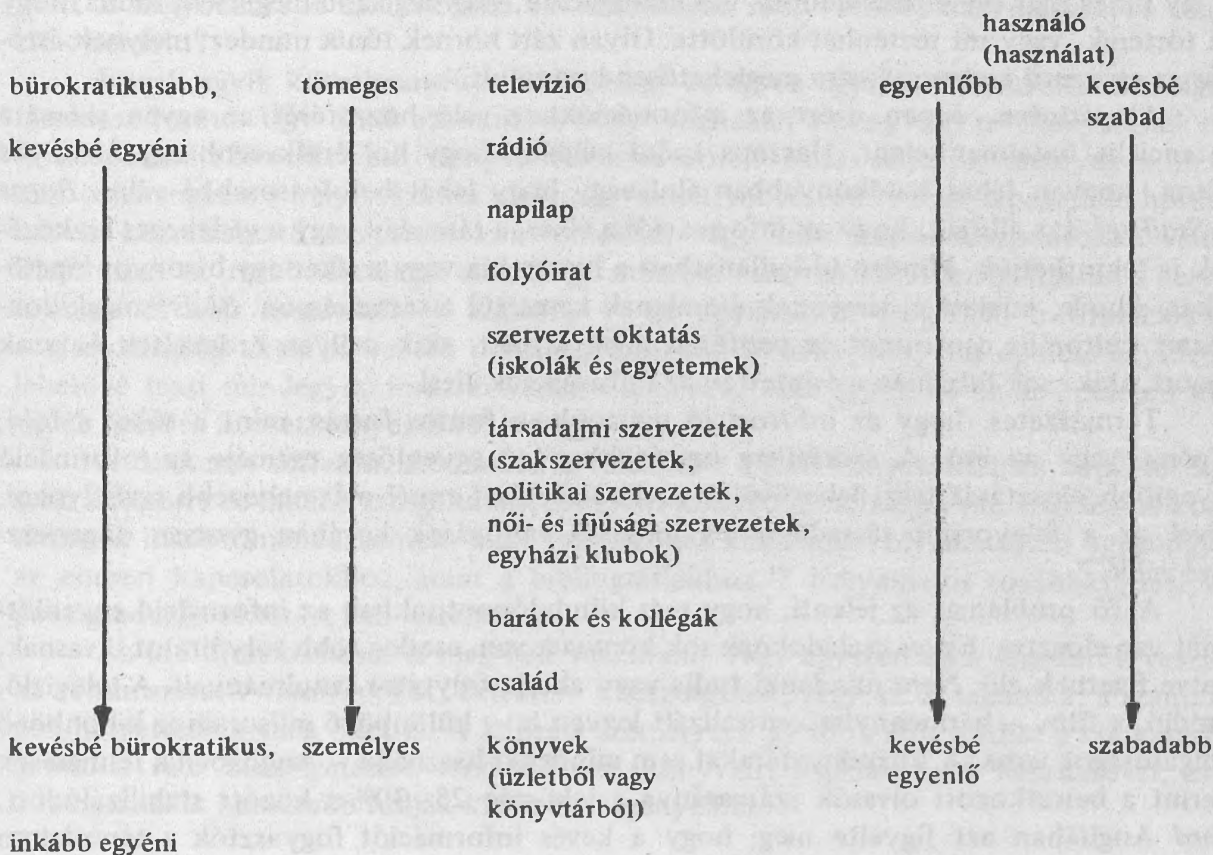 használó
(használat)
bürokratikusabb, tömeges televízió egyenlőbb kevésbé
szabad
kevésbé egyéni rádió
napilap
folyóirat
szervezett oktatás
(iskolák és egyetemek)
társadalmi szervezetek
(szakszervezetek,
politikai szervezetek,
női- és ifjúsági szervezetek,
egyházi klubok)
barátok és kollégák
család
kevésbé bürokratikus, személyes könyvek kevésbé szabadabb
(üzletből vagy egyenlő
könyvtárból)
inkább egyéni